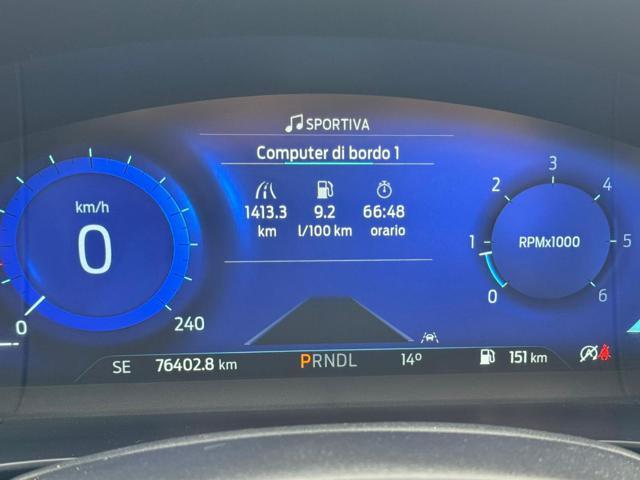 SPORTIVA
Computer di bordo 1
1413.3 9.2 66:48
km l/100 km orario
km/h
0
0
240
0
1
2
3
4
5
6
RPMx1000
SE 76402.8 km PRNDL 14° 151 km